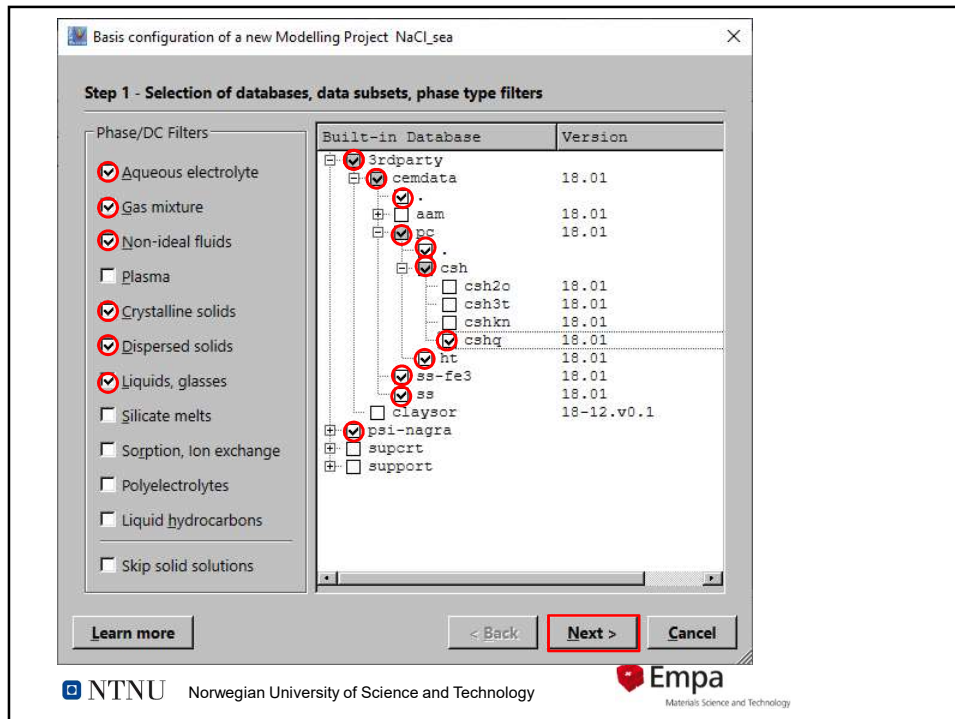 Basis configuration of a new Modelling Project NaCl_sea
Step 1 - Selection of databases, data subsets, phase type filters
Phase/DC Filters
Aqueous electrolyte
Gas mixture
Non-ideal fluids
Plasma
Crystalline solids
Dispersed solids
Liquids, glasses
Silicate melts
Sorption, Ion exchange
Polyelectrolytes
Liquid hydrocarbons
Skip solid solutions
Built-in Database Version
3rdparty
cemdata 18.01
.
aam 18.01
pc 18.01
.
csh
csh2o 18.01
csh3t 18.01
cshkn 18.01
cshq 18.01
ht 18.01
ss-fe3 18.01
ss 18.01
claysor 18-12.v0.1
psi-nagra
supcrt
support
Learn more
< Back
Next >
Cancel
NTNU Norwegian University of Science and Technology
Empa
Materials Science and Technology